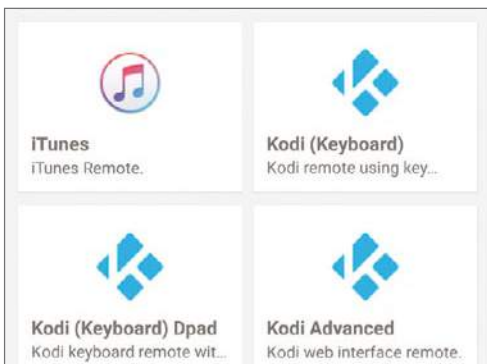 iTunes
iTunes Remote.
Kodi (Keyboard)
Kodi remote using key...
Kodi (Keyboard) Dpad
Kodi keyboard remote wit...
Kodi Advanced
Kodi web interface remote.